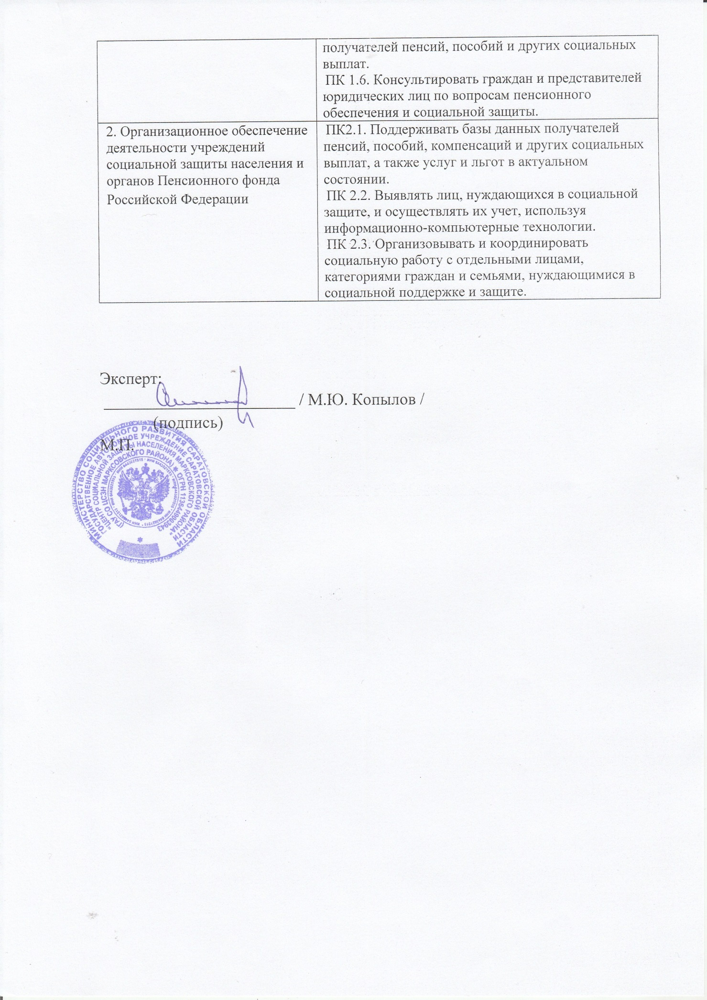 получателей пенсий, пособий и других социальных
выплат.
ПК 1.6. Консультировать граждан и представителей
юридических лиц по вопросам пенсионного
обеспечения и социальной защиты.
2. Организационное обеспечение
деятельности учреждений
социальной защиты населения и
органов Пенсионного фонда
Российской Федерации
ПК2.1. Поддерживать базы данных получателей
пенсий, пособий, компенсаций и других социальных
выплат, а также услуг и льгот в актуальном
состоянии.
ПК 2.2. Выявлять лиц, нуждающихся в социальной
защите, и осуществлять их учет, используя
информационно-компьютерные технологии.
ПК 2.3. Организовывать и координировать
социальную работу с отдельными лицами,
категориями граждан и семьями, нуждающимися в
социальной поддержке и защите.
Эксперт:
/ М.Ю. Копылов /
(подпись)
М.П.
МИНИСТЕРСТВО СОЦИАЛЬНОГО РАЗВИТИЯ САРАТОВСКОЙ ОБЛАСТИ
ГОСУДАРСТВЕННОЕ АВТОНОМНОЕ УЧРЕЖДЕНИЕ САРАТОВСКОЙ ОБЛАСТИ
"ЦЕНТР СОЦИАЛЬНОЙ ЗАЩИТЫ НАСЕЛЕНИЯ МАРКСОВСКОГО РАЙОНА"
(ГАУ СО ЦСЗН МАРКСОВСКОГО РАЙОНА) * ОГРН 1136449003943
ИНН 6443021515